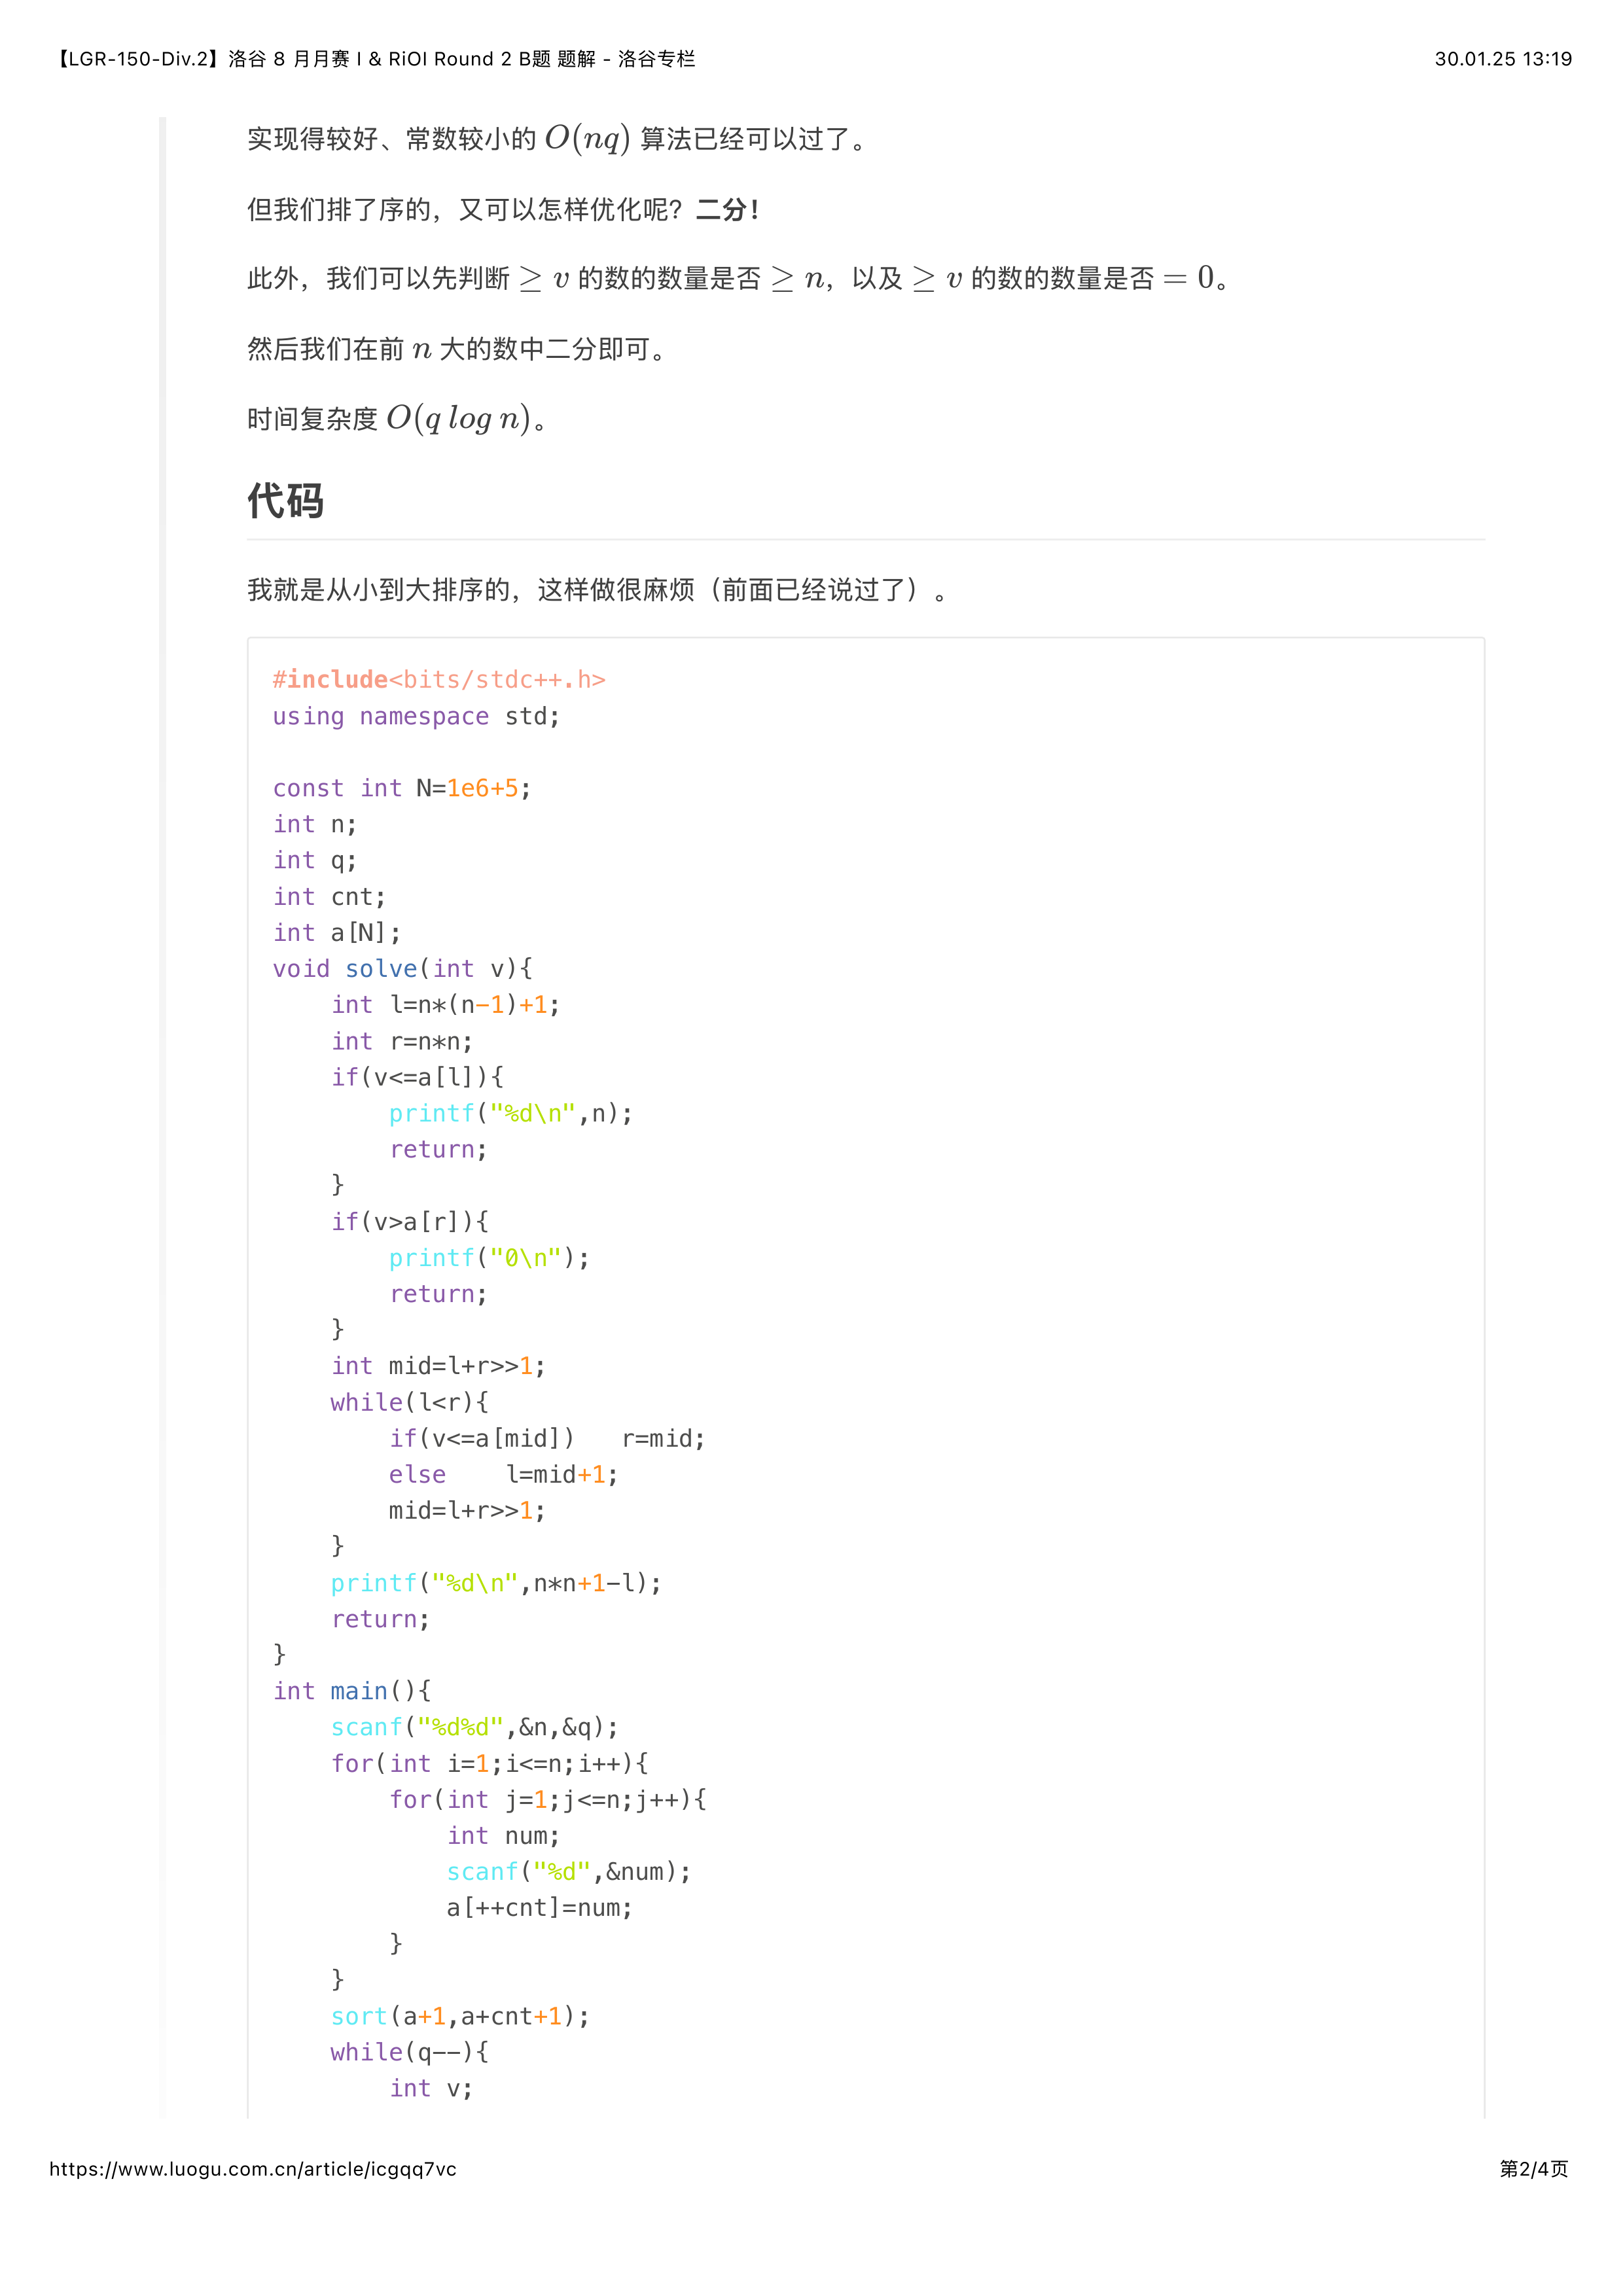 【LGR-150-Div.2】洛谷 8 月月赛 I & RiOI Round 2 B题 题解 - 洛谷专栏
30.01.25 13:19
实现得较好、常数较小的 O(nq) 算法已经可以过了。
但我们排了序的，又可以怎样优化呢？二分！
此外，我们可以先判断 ≥ v 的数的数量是否 ≥ n，以及 ≥ v 的数的数量是否 = 0。
然后我们在前 n 大的数中二分即可。
时间复杂度 O(q log n)。
代码
我就是从小到大排序的，这样做很麻烦（前面已经说过了）。
#include<bits/stdc++.h>
using namespace std;

const int N=1e6+5;
int n;
int q;
int cnt;
int a[N];
void solve(int v){
    int l=n*(n-1)+1;
    int r=n*n;
    if(v<=a[l]){
        printf("%d\n",n);
        return;
    }
    if(v>a[r]){
        printf("0\n");
        return;
    }
    int mid=l+r>>1;
    while(l<r){
        if(v<=a[mid])   r=mid;
        else    l=mid+1;
        mid=l+r>>1;
    }
    printf("%d\n",n*n+1-l);
    return;
}
int main(){
    scanf("%d%d",&n,&q);
    for(int i=1;i<=n;i++){
        for(int j=1;j<=n;j++){
            int num;
            scanf("%d",&num);
            a[++cnt]=num;
        }
    }
    sort(a+1,a+cnt+1);
    while(q--){
        int v;
https://www.luogu.com.cn/article/icgqq7vc
第2/4页